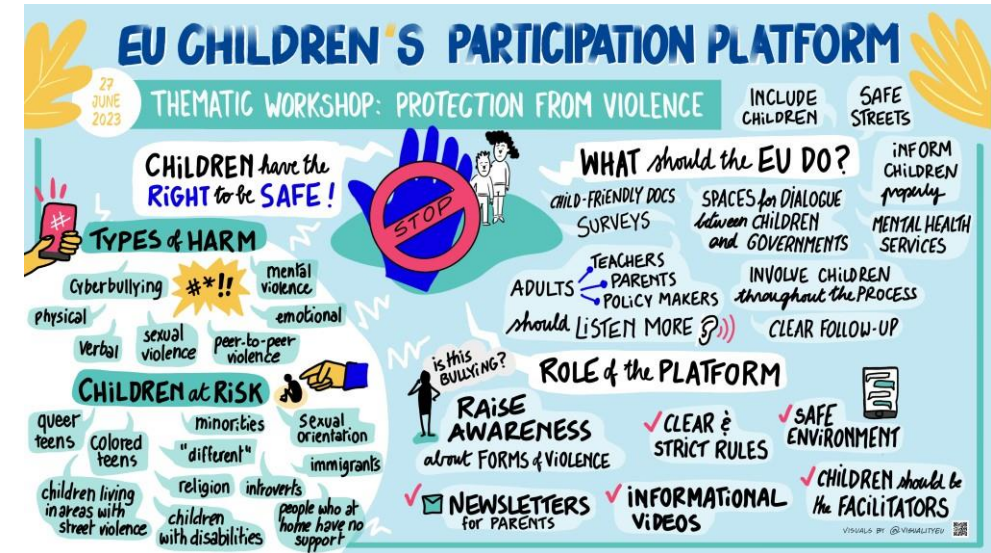 EU CHILDREN'S PARTICIPATION PLATFORM
27
JUNE
2023
THEMATIC WORKSHOP: PROTECTION FROM VIOLENCE
INCLUDE
CHILDREN
SAFE
STREETS
CHILDREN have the
RIGHT to be SAFE!
STOP
WHAT should the EU DO?
INFORM
CHILDREN
properly
CHILD-FRIENDLY DOCS
SURVEYS
SPACES for DIALOGUE
between CHILDREN
and GOVERNMENTS
MENTAL HEALTH
SERVICES
ADULTS
TEACHERS
PARENTS
POLICY MAKERS
should LISTEN MORE
INVOLVE CHILDREN
throughout the PROCESS
CLEAR FOLLOW-UP
#
TYPES of HARM
Cyberbullying
#*!!
mental
violence
physical
emotional
Verbal
sexual
violence
peer-to-peer
violence
CHILDREN at RISK
queer
teens
Colored
teens
minorities
"different"
Sexual
orientation
immigrants
religion
introverts
children living
in areas with
street violence
children
with disabilities
people who at
home have no
support
is this
BULLYING?
ROLE of the PLATFORM
RAISE
AWARENESS
about FORMS of VIOLENCE
CLEAR &
STRICT RULES
SAFE
ENVIRONMENT
NEWSLETTERS
for PARENTS
INFORMATIONAL
VIDEOS
CHILDREN should be
the FACILITATORS
VISUALS BY @VISUALITYEU